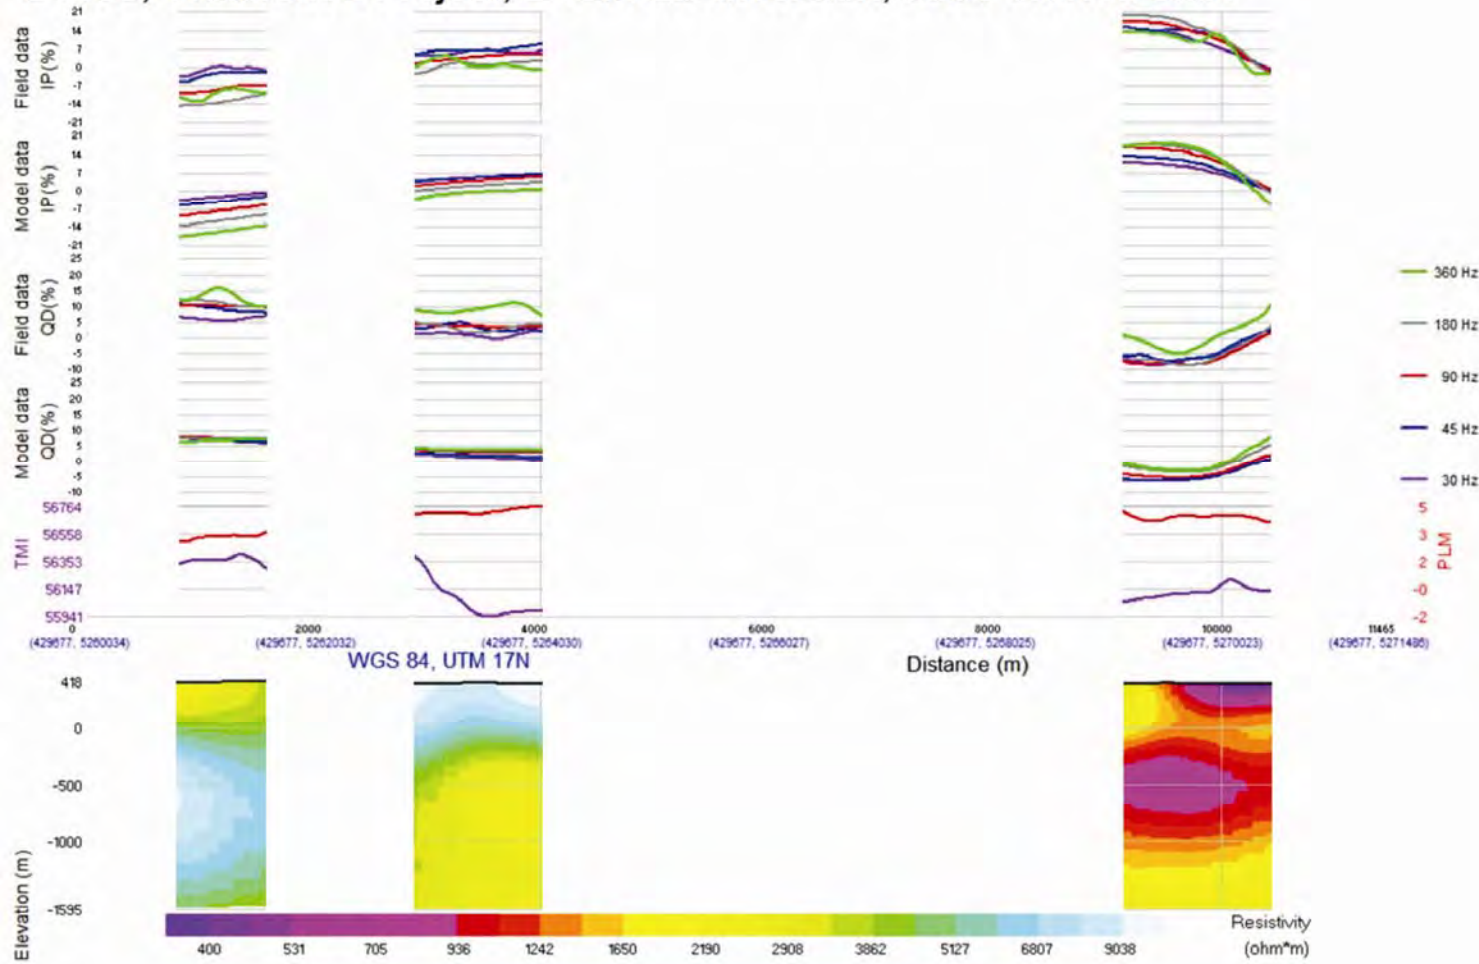 21
14
7
0
-7
-14
-21
Field data
IP(%)
21
14
7
0
-7
-14
-21
Model data
IP(%)
25
20
15
10
5
0
-5
-10
Field data
QD(%)
25
20
15
10
5
0
-5
-10
Model data
QD(%)
360 Hz
180 Hz
90 Hz
45 Hz
30 Hz
56764
56558
56353
56147
55941
TMI
5
3
2
-0
-2
PLM
0 2000 4000 6000 8000 10000 11465
(429677, 5260034) (429677, 5262032) (429677, 5264030) (429677, 5266027) (429677, 5268025) (429677, 5270023) (429677, 5271486)
WGS 84, UTM 17N
Distance (m)
418
0
-500
-1000
-1595
Elevation (m)
400 531 705 936 1242 1650 2190 2908 3862 5127 6807 9038
Resistivity
(ohm*m)